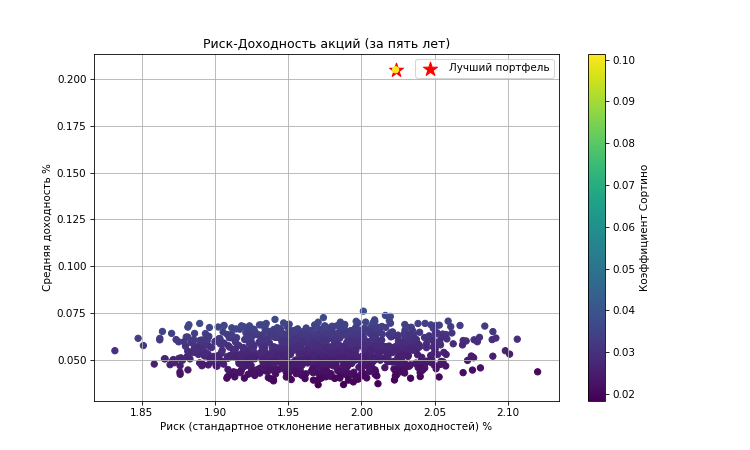 Риск-Доходность акций (за пять лет)
Лучший портфель
Средняя доходность %
0.200
0.175
0.150
0.125
0.100
0.075
0.050
1.85 1.90 1.95 2.00 2.05 2.10
Риск (стандартное отклонение негативных доходностей) %
0.10
0.09
0.08
0.07
0.06
0.05
0.04
0.03
0.02
Коэффициент Сортино